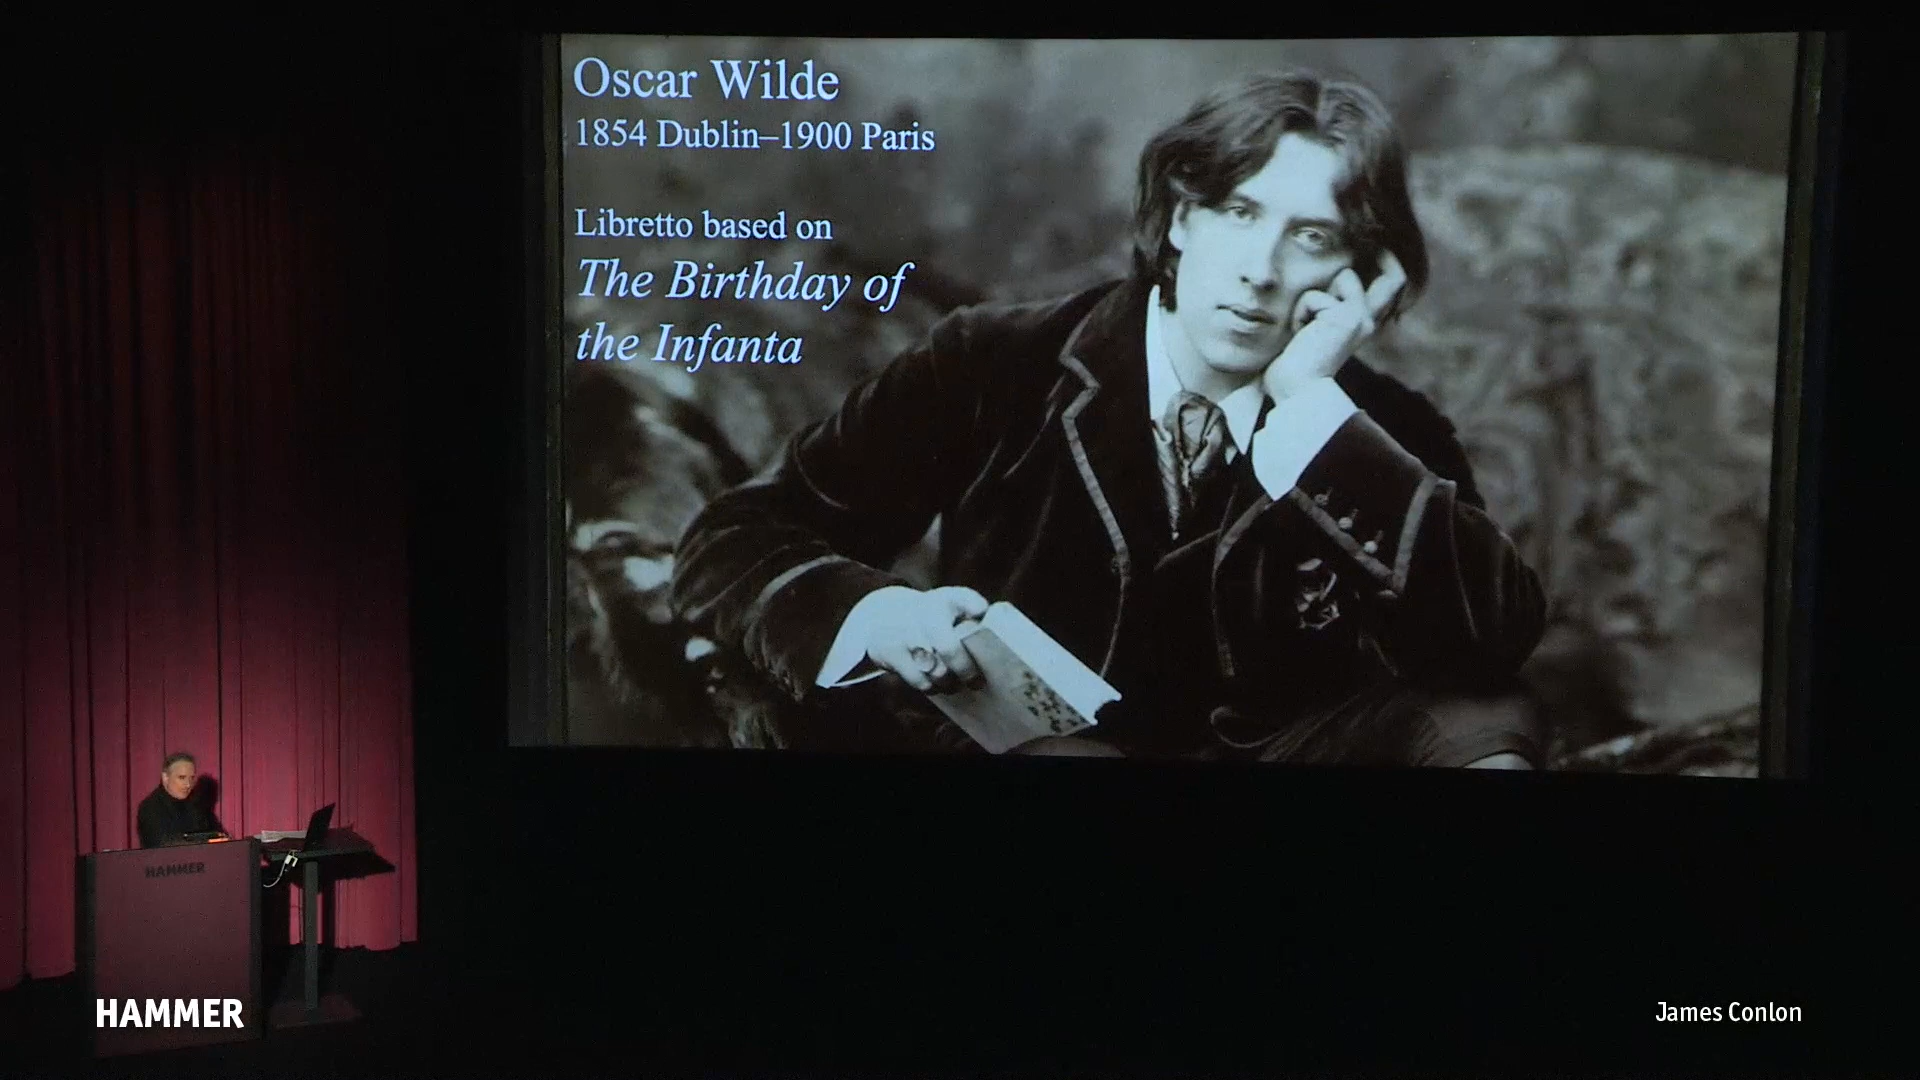 Oscar Wilde
1854 Dublin–1900 Paris
Libretto based on
The Birthday of
the Infanta
HAMMER
HAMMER
James Conlon